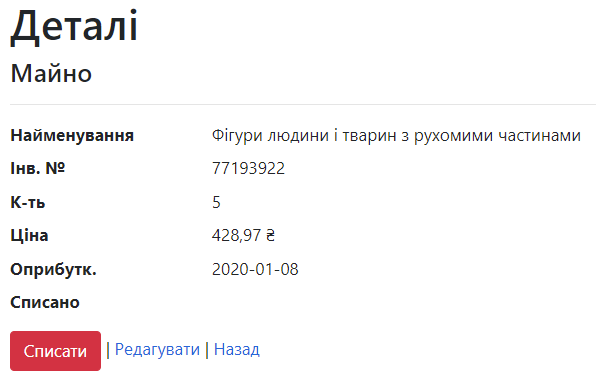 Деталі
Майно
Найменування Фігури людини і тварин з рухомими частинами
Інв. № 77193922
К-ть 5
Ціна 428,97 ₴
Оприбутк. 2020-01-08
Списано
Списати | Редагувати | Назад